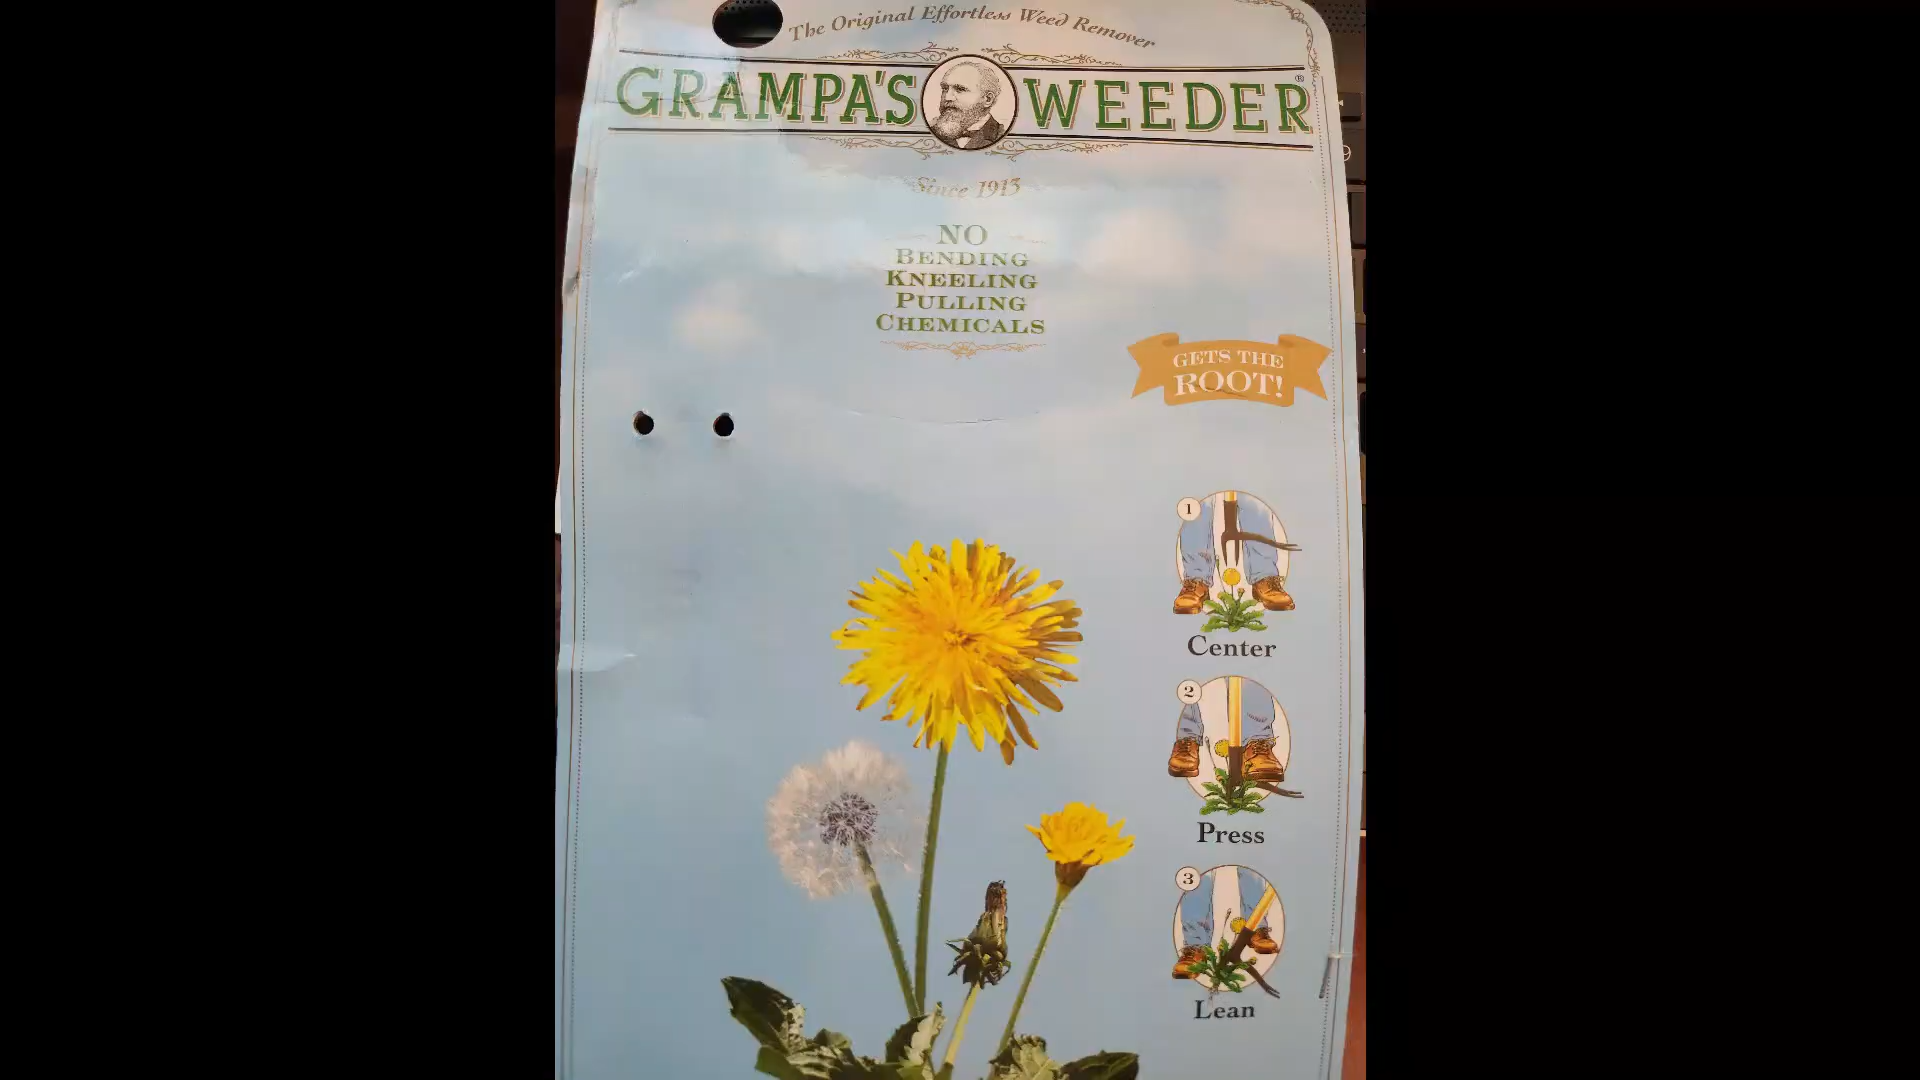 The Original Effortless Weed Remover
GRAMPA'S WEEDER®
Since 1913
NO
BENDING
KNEELING
PULLING
CHEMICALS
GETS THE
ROOT!
1
Center
2
Press
3
Lean
9